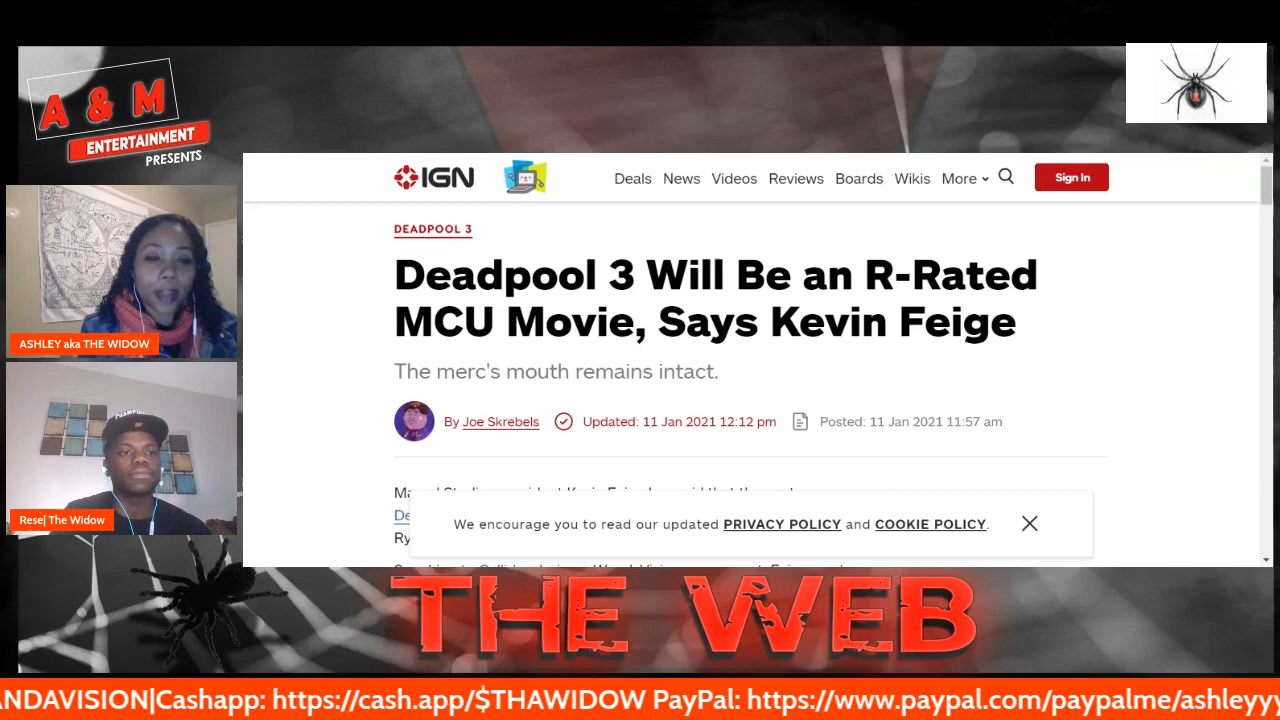 A & M
ENTERTAINMENT
PRESENTS
IGN
Deals News Videos Reviews Boards Wikis More
Sign In
DEADPOOL 3
Deadpool 3 Will Be an R-Rated
MCU Movie, Says Kevin Feige
The merc's mouth remains intact.
By Joe Skrebels Updated: 11 Jan 2021 12:12 pm Posted: 11 Jan 2021 11:57 am
We encourage you to read our updated PRIVACY POLICY and COOKIE POLICY.
ASHLEY aka THE WIDOW
Rese| The Widow
THE WEB
ANDAVISION|Cashapp: https://cash.app/$THAWIDOW PayPal: https://www.paypal.com/paypalme/ashleyyy